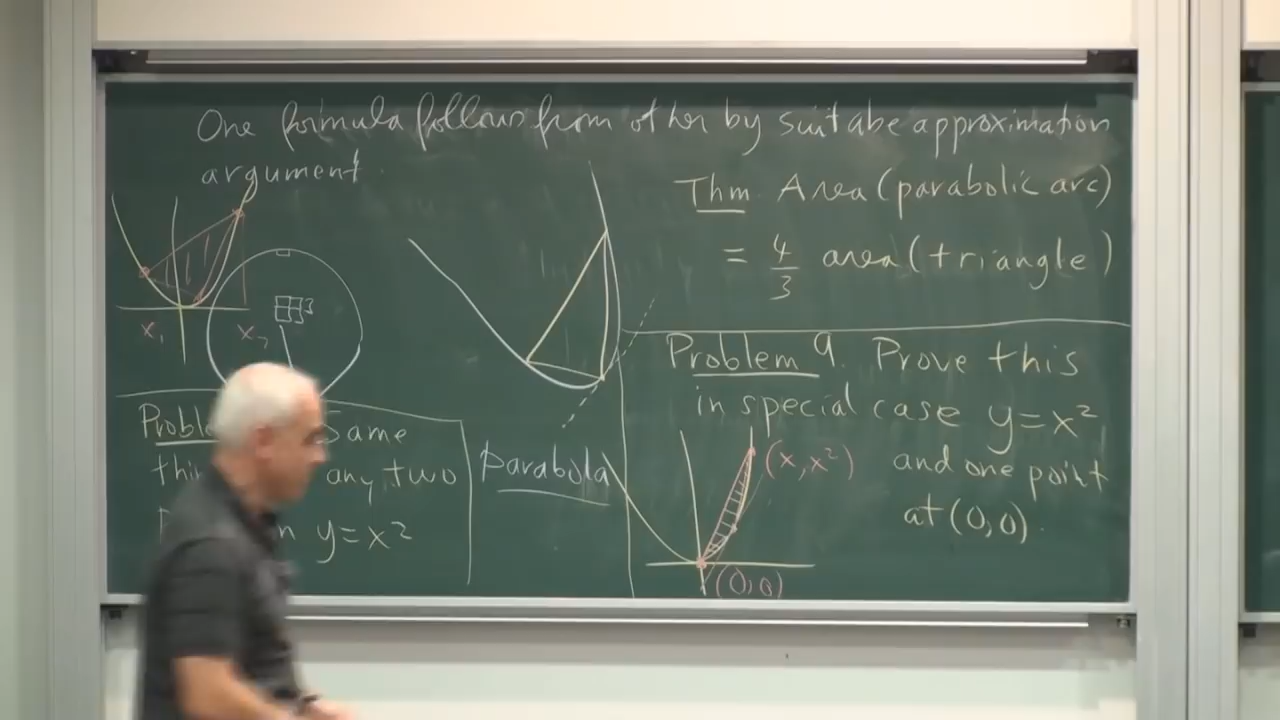 One formula follows from other by suitabe approximation
argument.
Thm. Area (parabolic arc)
= 4/3 area (triangle)
x₁ x₂
Problem 9. Prove this
in special case y=x²
and one point
at (0,0).
(x,x²)
(0,0)
Parabola
Same
any two
y=x²